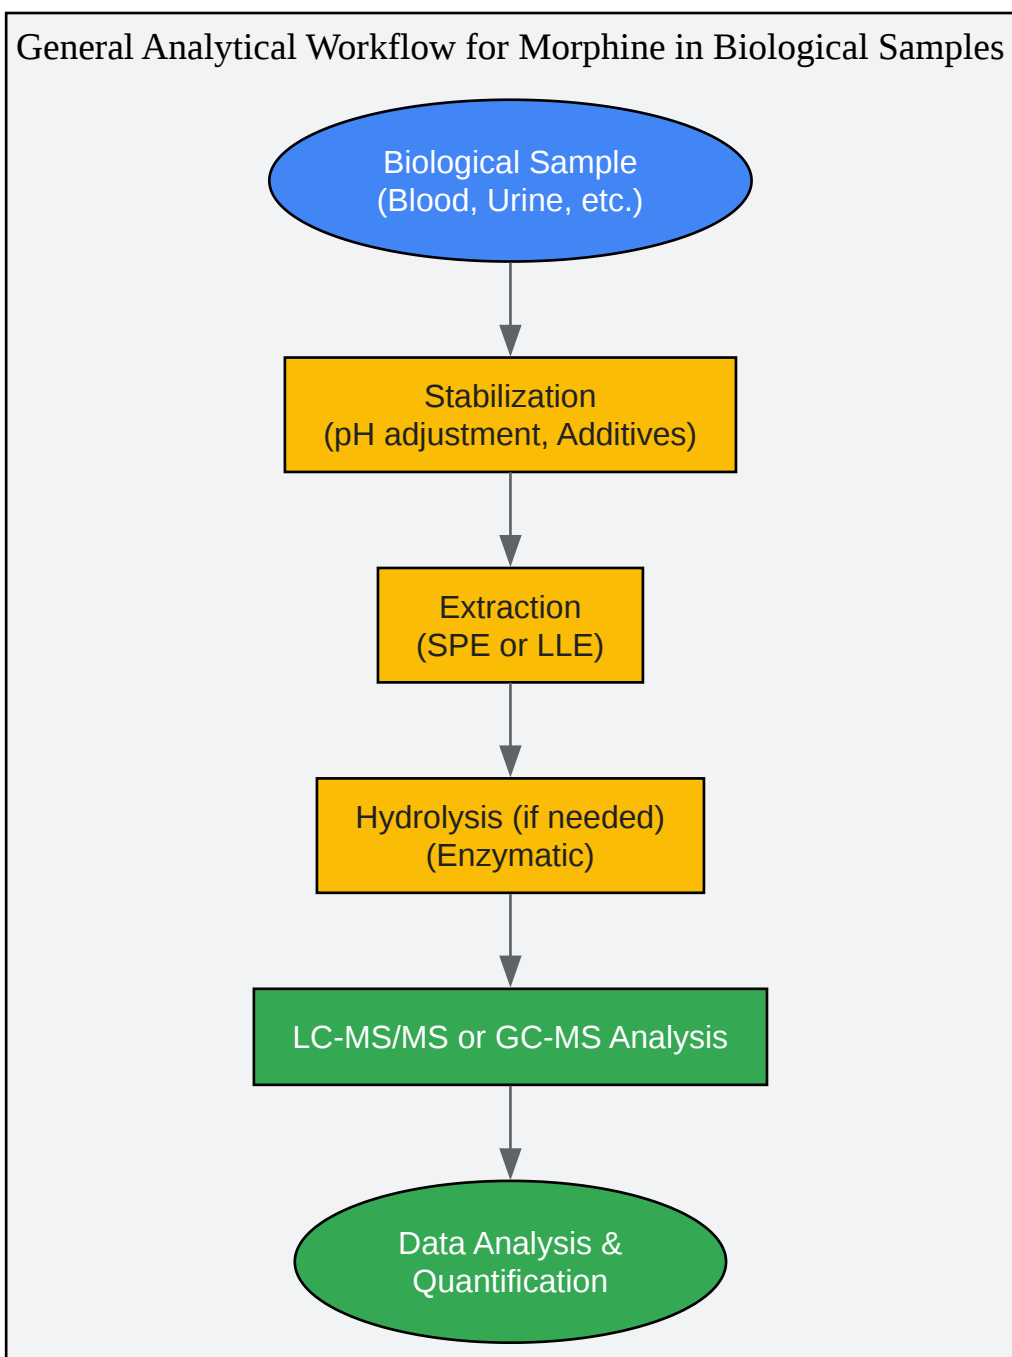 General Analytical Workflow for Morphine in Biological Samples
Biological Sample
(Blood, Urine, etc.)
Stabilization
(pH adjustment, Additives)
Extraction
(SPE or LLE)
Hydrolysis (if needed)
(Enzymatic)
LC-MS/MS or GC-MS Analysis
Data Analysis &
Quantification